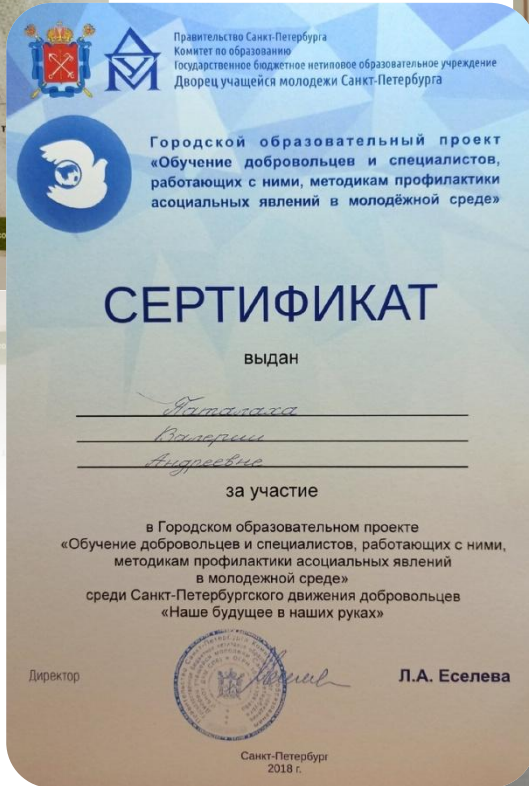 Правительство Санкт-Петербурга
Комитет по образованию
Государственное бюджетное нетиповое образовательное учреждение
Дворец учащейся молодежи Санкт-Петербурга
Городской образовательный проект
«Обучение добровольцев и специалистов,
работающих с ними, методикам профилактики
асоциальных явлений в молодёжной среде»
СЕРТИФИКАТ
выдан
Паталаха
Валерии
Андреевне
за участие
в Городском образовательном проекте
«Обучение добровольцев и специалистов, работающих с ними,
методикам профилактики асоциальных явлений
в молодежной среде»
среди Санкт-Петербургского движения добровольцев
«Наше будущее в наших руках»
Директор
Л.А. Еселева
Санкт-Петербург
2018 г.